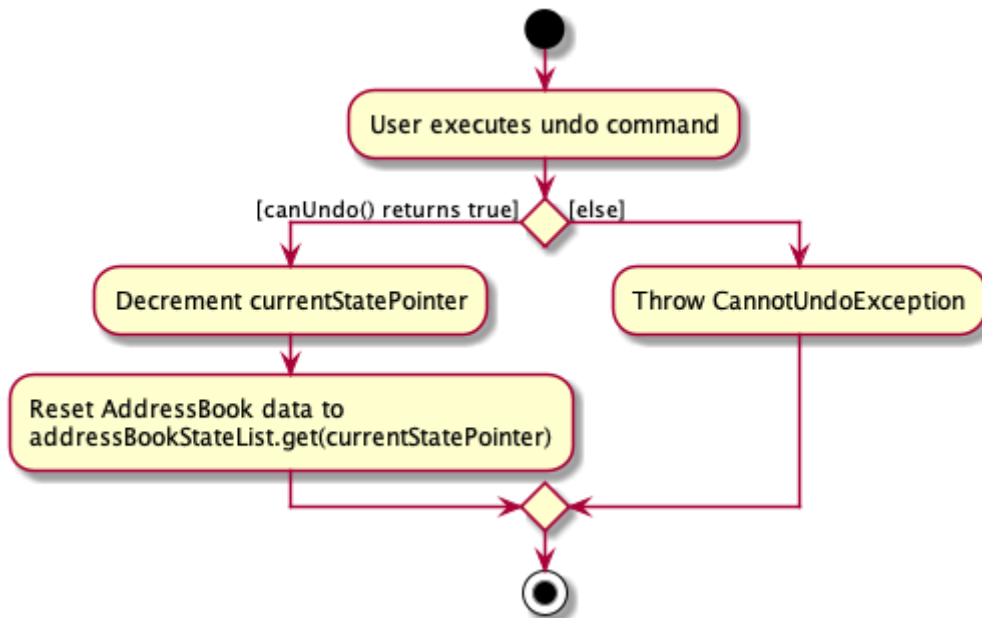 User executes undo command
[canUndo() returns true]
[else]
Decrement currentStatePointer
Throw CannotUndoException
Reset AddressBook data to
addressBookStateList.get(currentStatePointer)